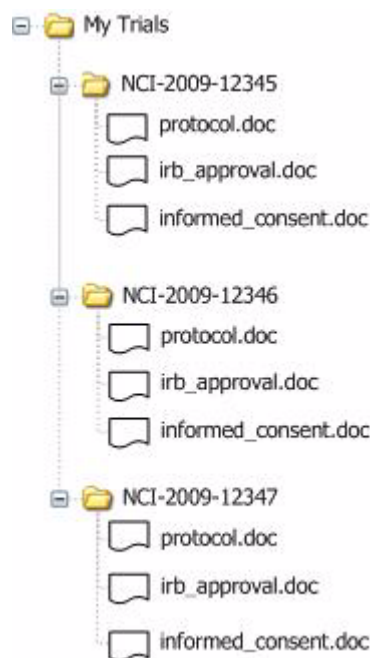 My Trials
NCI-2009-12345
protocol.doc
irb_approval.doc
informed_consent.doc
NCI-2009-12346
protocol.doc
irb_approval.doc
informed_consent.doc
NCI-2009-12347
protocol.doc
irb_approval.doc
informed_consent.doc